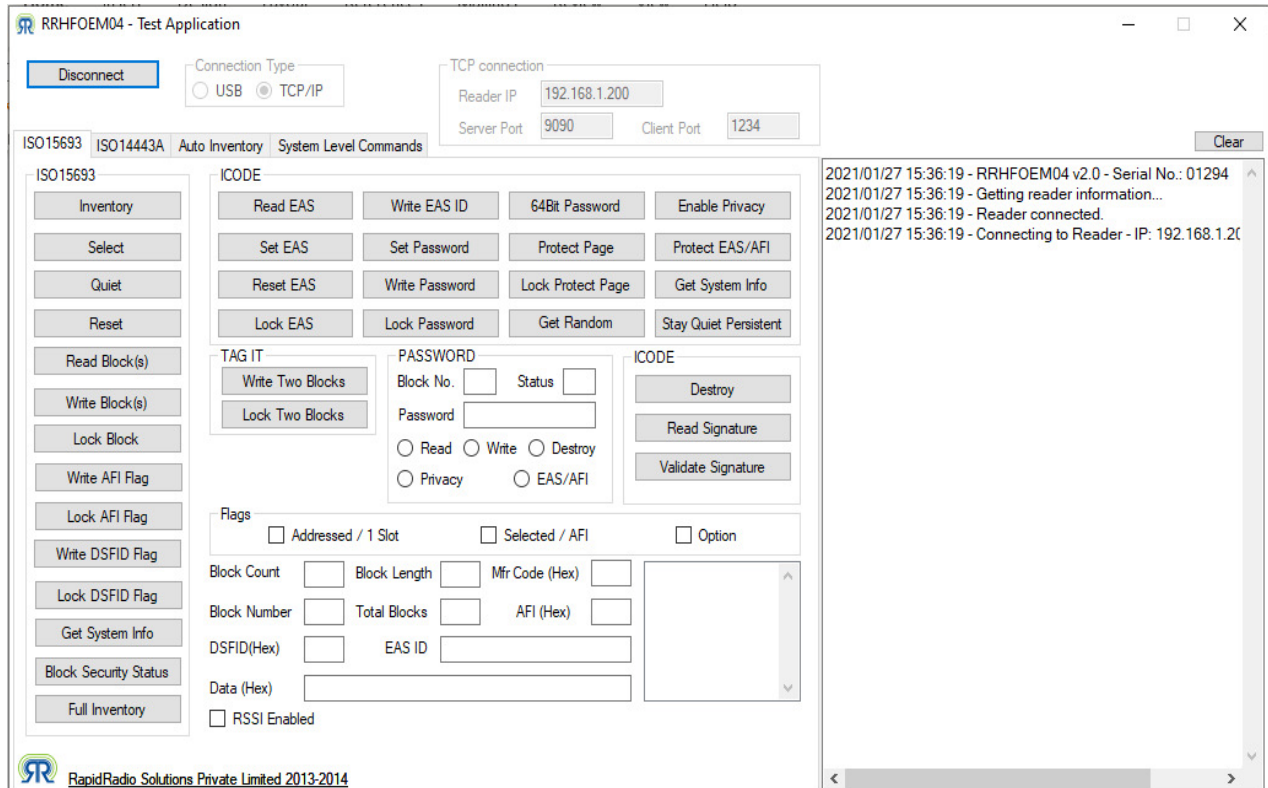 RRHFOEM04 - Test Application
Disconnect
Connection Type
USB TCP/IP
TCP connection
Reader IP 192.168.1.200
Server Port 9090 Client Port 1234
ISO15693 ISO14443A Auto Inventory System Level Commands
Clear
ISO15693
Inventory
Select
Quiet
Reset
Read Block(s)
Write Block(s)
Lock Block
Write AFI Flag
Lock AFI Flag
Write DSFID Flag
Lock DSFID Flag
Get System Info
Block Security Status
Full Inventory
ICODE
Read EAS Write EAS ID 64Bit Password Enable Privacy
Set EAS Set Password Protect Page Protect EAS/AFI
Reset EAS Write Password Lock Protect Page Get System Info
Lock EAS Lock Password Get Random Stay Quiet Persistent
TAG IT
Write Two Blocks
Lock Two Blocks
PASSWORD
Block No. Status
Password
Read Write Destroy
Privacy EAS/AFI
ICODE
Destroy
Read Signature
Validate Signature
Flags
Addressed / 1 Slot Selected / AFI Option
Block Count Block Length Mfr Code (Hex)
Block Number Total Blocks AFI (Hex)
DSFID(Hex) EAS ID
Data (Hex)
RSSI Enabled
2021/01/27 15:36:19 - RRHFOEM04 v2.0 - Serial No.: 01294
2021/01/27 15:36:19 - Getting reader information...
2021/01/27 15:36:19 - Reader connected.
2021/01/27 15:36:19 - Connecting to Reader - IP: 192.168.1.20
RR RapidRadio Solutions Private Limited 2013-2014